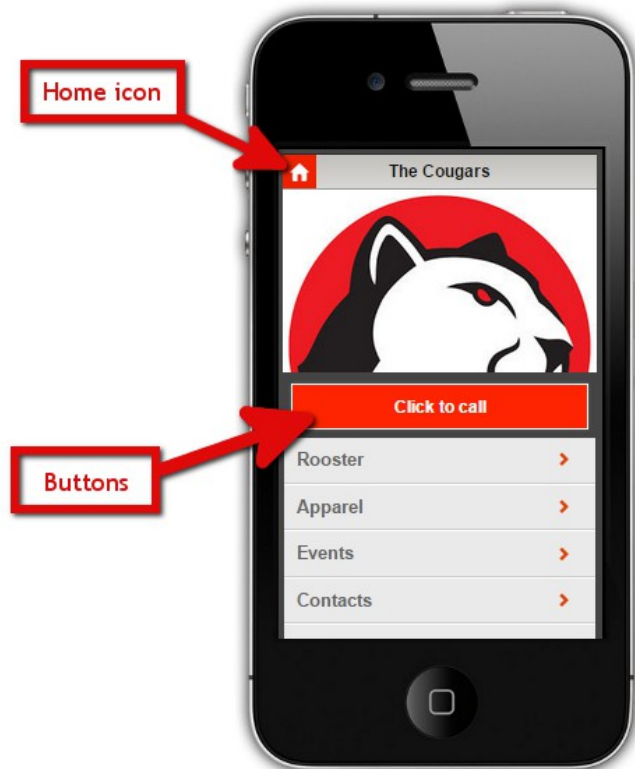 Home icon
The Cougars
Click to call
Rooster
Buttons
Apparel
Events
Contacts